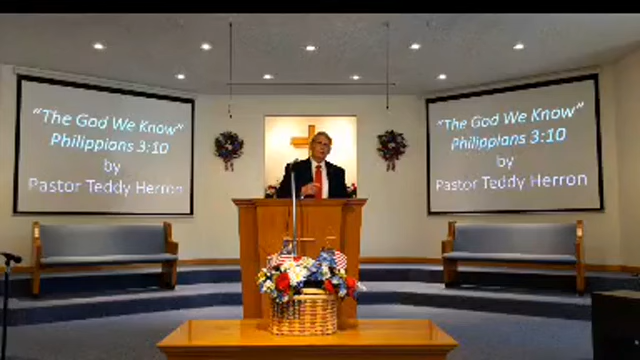 “The God We Know”
Philippians 3:10
by
Pastor Teddy Herron
“The God We Know”
Philippians 3:10
by
Pastor Teddy Herron